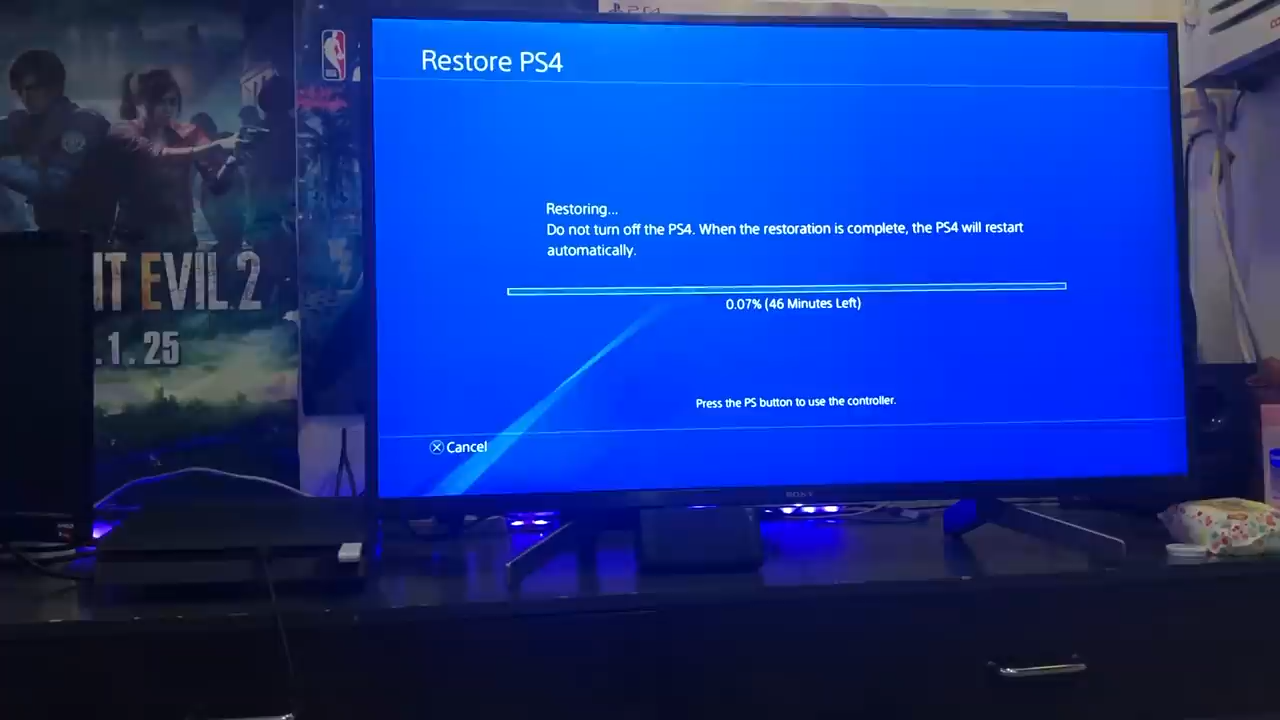 PS4
Restore PS4
Restoring...
Do not turn off the PS4. When the restoration is complete, the PS4 will restart
automatically.
0.07% (46 Minutes Left)
Press the PS button to use the controller.
Cancel
IT EVIL 2
.1.25
SONY